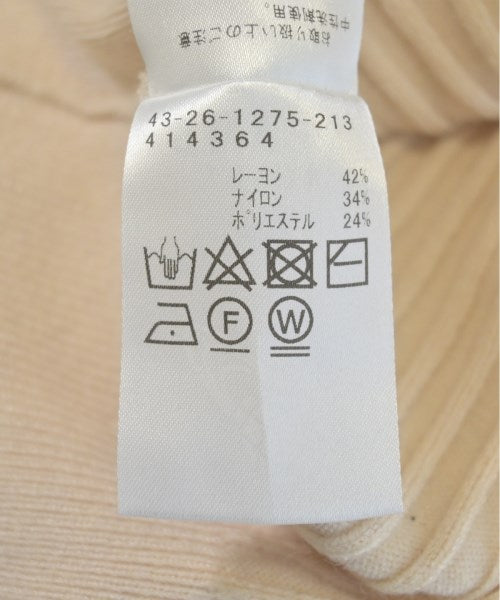 お取り扱い上のご注意
中性洗剤使用。
43-26-1275-213
414364
レーヨン 42%
ナイロン 34%
ポリエステル 24%
F W